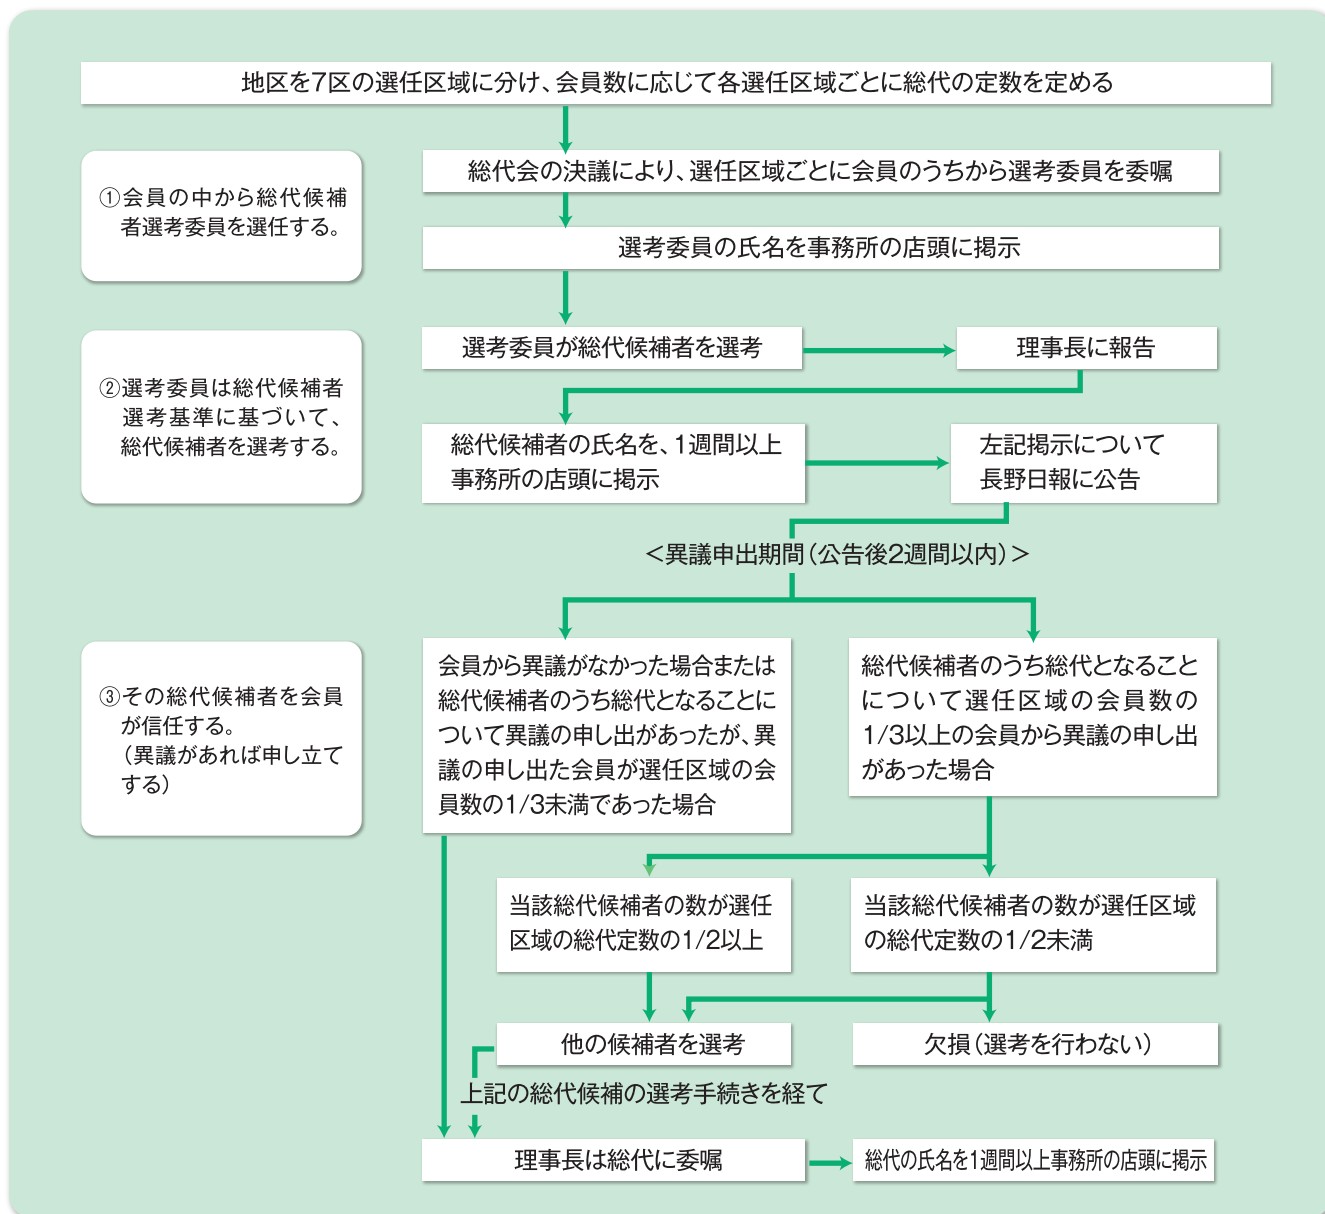 地区を7区の選任区域に分け、会員数に応じて各選任区域ごとに総代の定数を定める
①会員の中から総代候補
者選考委員を選任する。
総代会の決議により、選任区域ごとに会員のうちから選考委員を委嘱
選考委員の氏名を事務所の店頭に掲示
②選考委員は総代候補者
選考基準に基づいて、
総代候補者を選考する。
選考委員が総代候補者を選考
理事長に報告
総代候補者の氏名を、1週間以上
事務所の店頭に掲示
左記掲示について
長野日報に公告
＜異議申出期間（公告後2週間以内）＞
③その総代候補者を会員
が信任する。
（異議があれば申し立て
する）
会員から異議がなかった場合または
総代候補者のうち総代となることに
ついて異議の申し出があったが、異
議の申し出た会員が選任区域の会
員数の1/3未満であった場合
総代候補者のうち総代となること
について選任区域の会員数の
1/3以上の会員から異議の申し出
があった場合
当該総代候補者の数が選任
区域の総代定数の1/2以上
当該総代候補者の数が選任区域
の総代定数の1/2未満
他の候補者を選考
欠損（選考を行わない）
上記の総代候補の選考手続きを経て
理事長は総代に委嘱
総代の氏名を1週間以上事務所の店頭に掲示